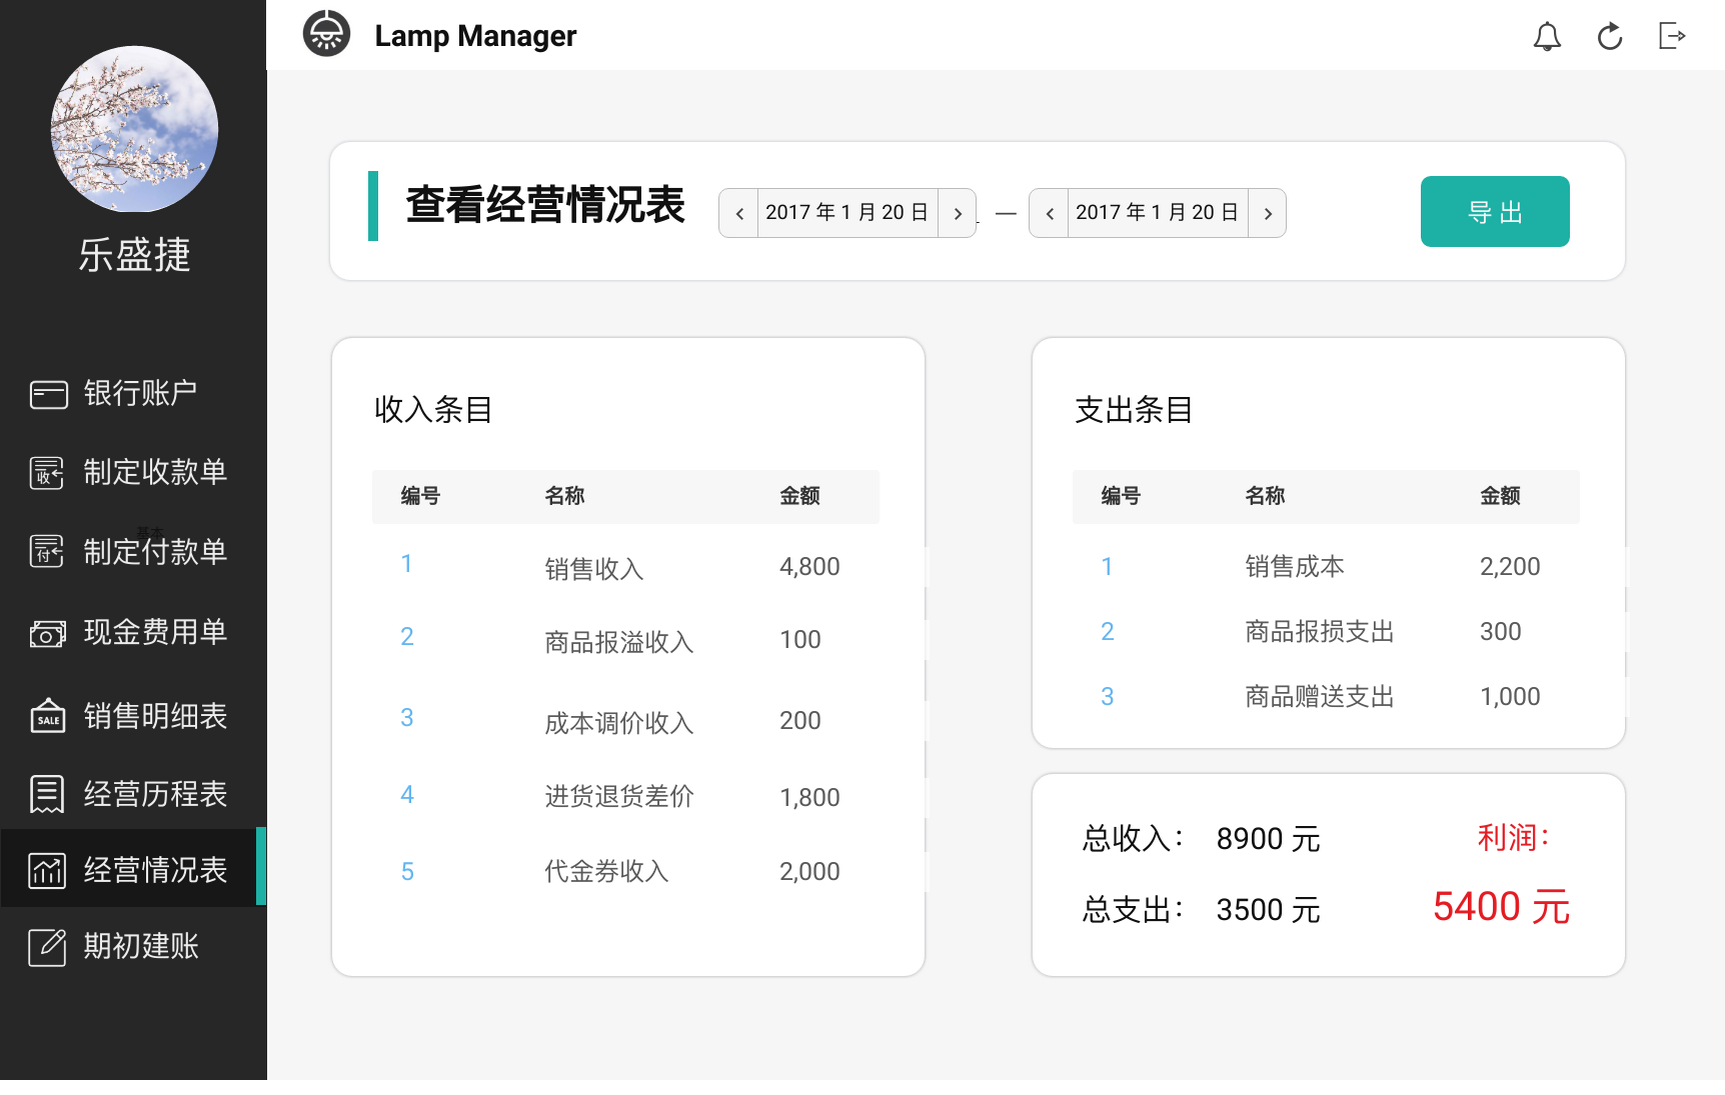 Lamp Manager
乐盛捷
银行账户
收
制定收款单
基本
付
制定付款单
现金费用单
SALE
销售明细表
经营历程表
经营情况表
期初建账
查看经营情况表
2017 年 1 月 20 日 — 2017 年 1 月 20 日
导 出
收入条目
编号 名称 金额
1 销售收入 4,800
2 商品报溢收入 100
3 成本调价收入 200
4 进货退货差价 1,800
5 代金券收入 2,000
支出条目
编号 名称 金额
1 销售成本 2,200
2 商品报损支出 300
3 商品赠送支出 1,000
总收入： 8900 元
总支出： 3500 元
利润：
5400 元